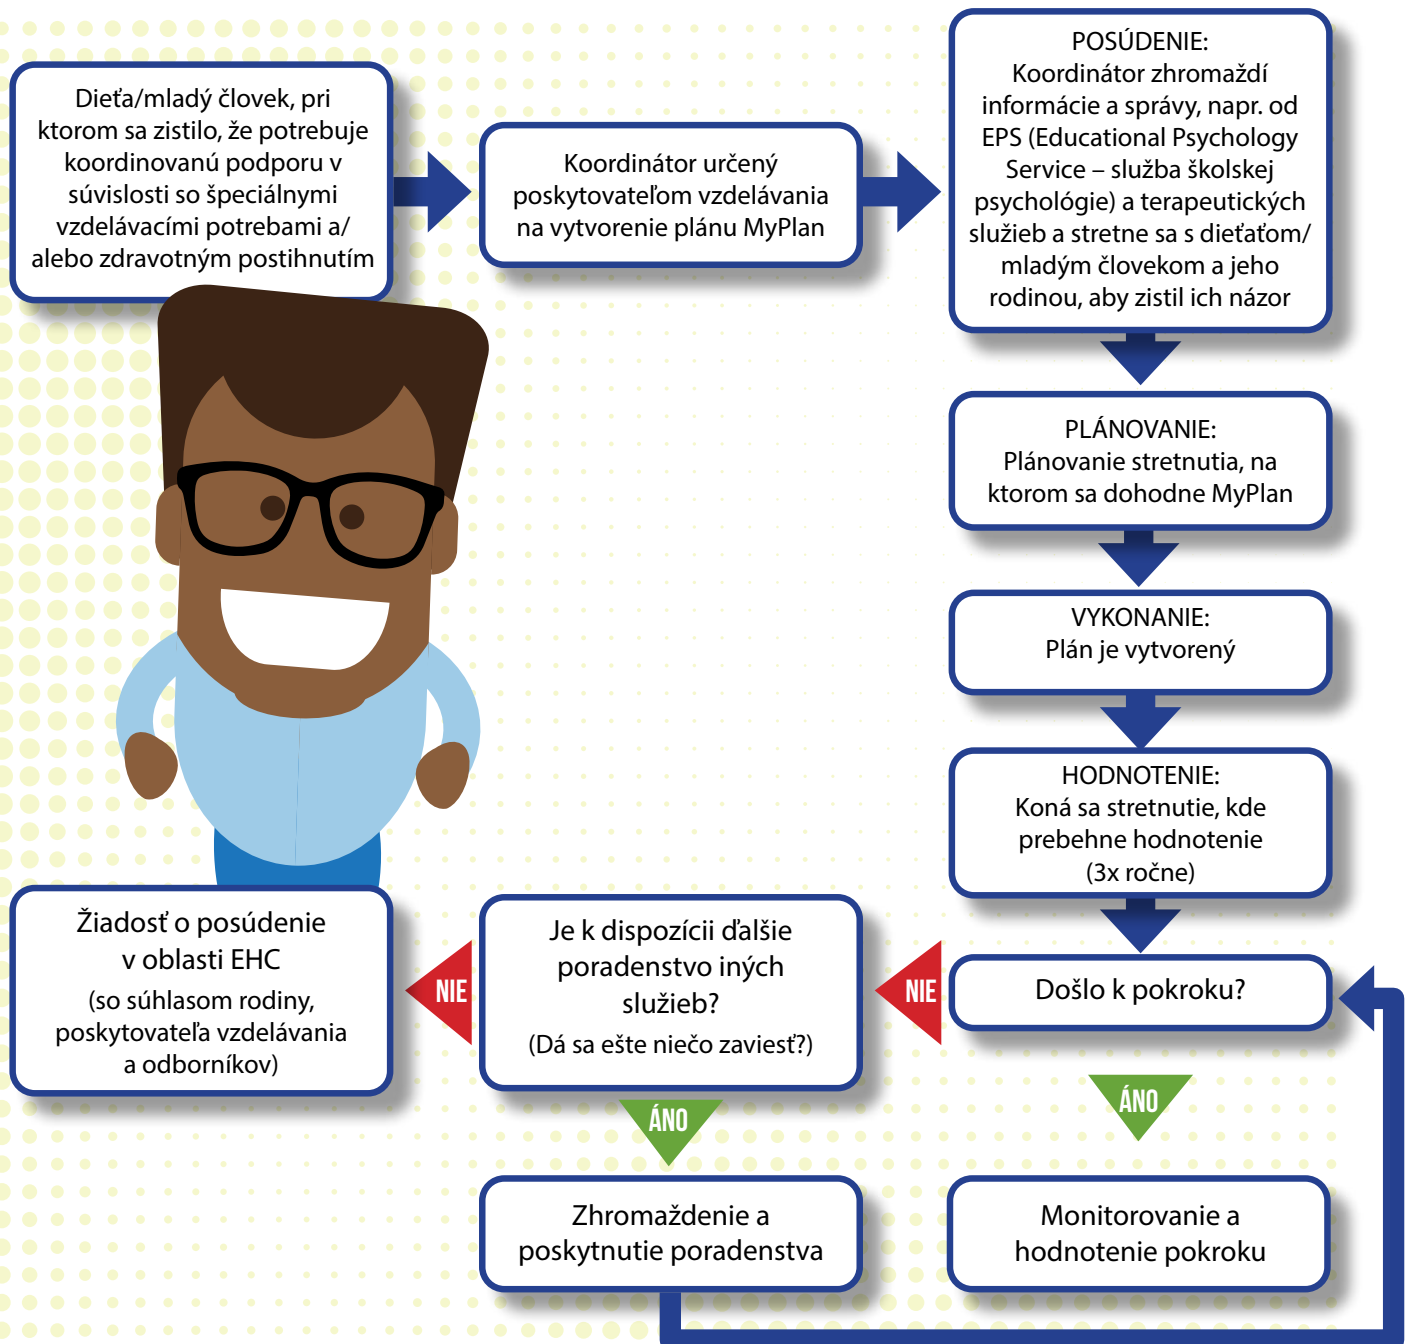 Dieťa/mladý človek, pri
ktorom sa zistilo, že potrebuje
koordinovanú podporu v
súvislosti so špeciálnymi
vzdelávacími potrebami a/
alebo zdravotným postihnutím
Koordinátor určený
poskytovateľom vzdelávania
na vytvorenie plánu MyPlan
POSÚDENIE:
Koordinátor zhromaždí
informácie a správy, napr. od
EPS (Educational Psychology
Service – služba školskej
psychológie) a terapeutických
služieb a stretne sa s dieťaťom/
mladým človekom a jeho
rodinou, aby zistil ich názor
PLÁNOVANIE:
Plánovanie stretnutia, na
ktorom sa dohodne MyPlan
VYKONANIE:
Plán je vytvorený
HODNOTENIE:
Koná sa stretnutie, kde
prebehne hodnotenie
(3x ročne)
Došlo k pokroku?
NIE
Je k dispozícii ďalšie
poradenstvo iných
služieb?
(Dá sa ešte niečo zaviesť?)
NIE
Žiadosť o posúdenie
v oblasti EHC
(so súhlasom rodiny,
poskytovateľa vzdelávania
a odborníkov)
ÁNO
ÁNO
Zhromaždenie a
poskytnutie poradenstva
Monitorovanie a
hodnotenie pokroku